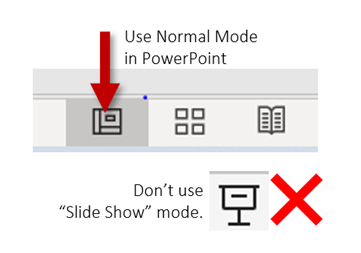 Use Normal Mode
in PowerPoint
Don't use
“Slide Show” mode.